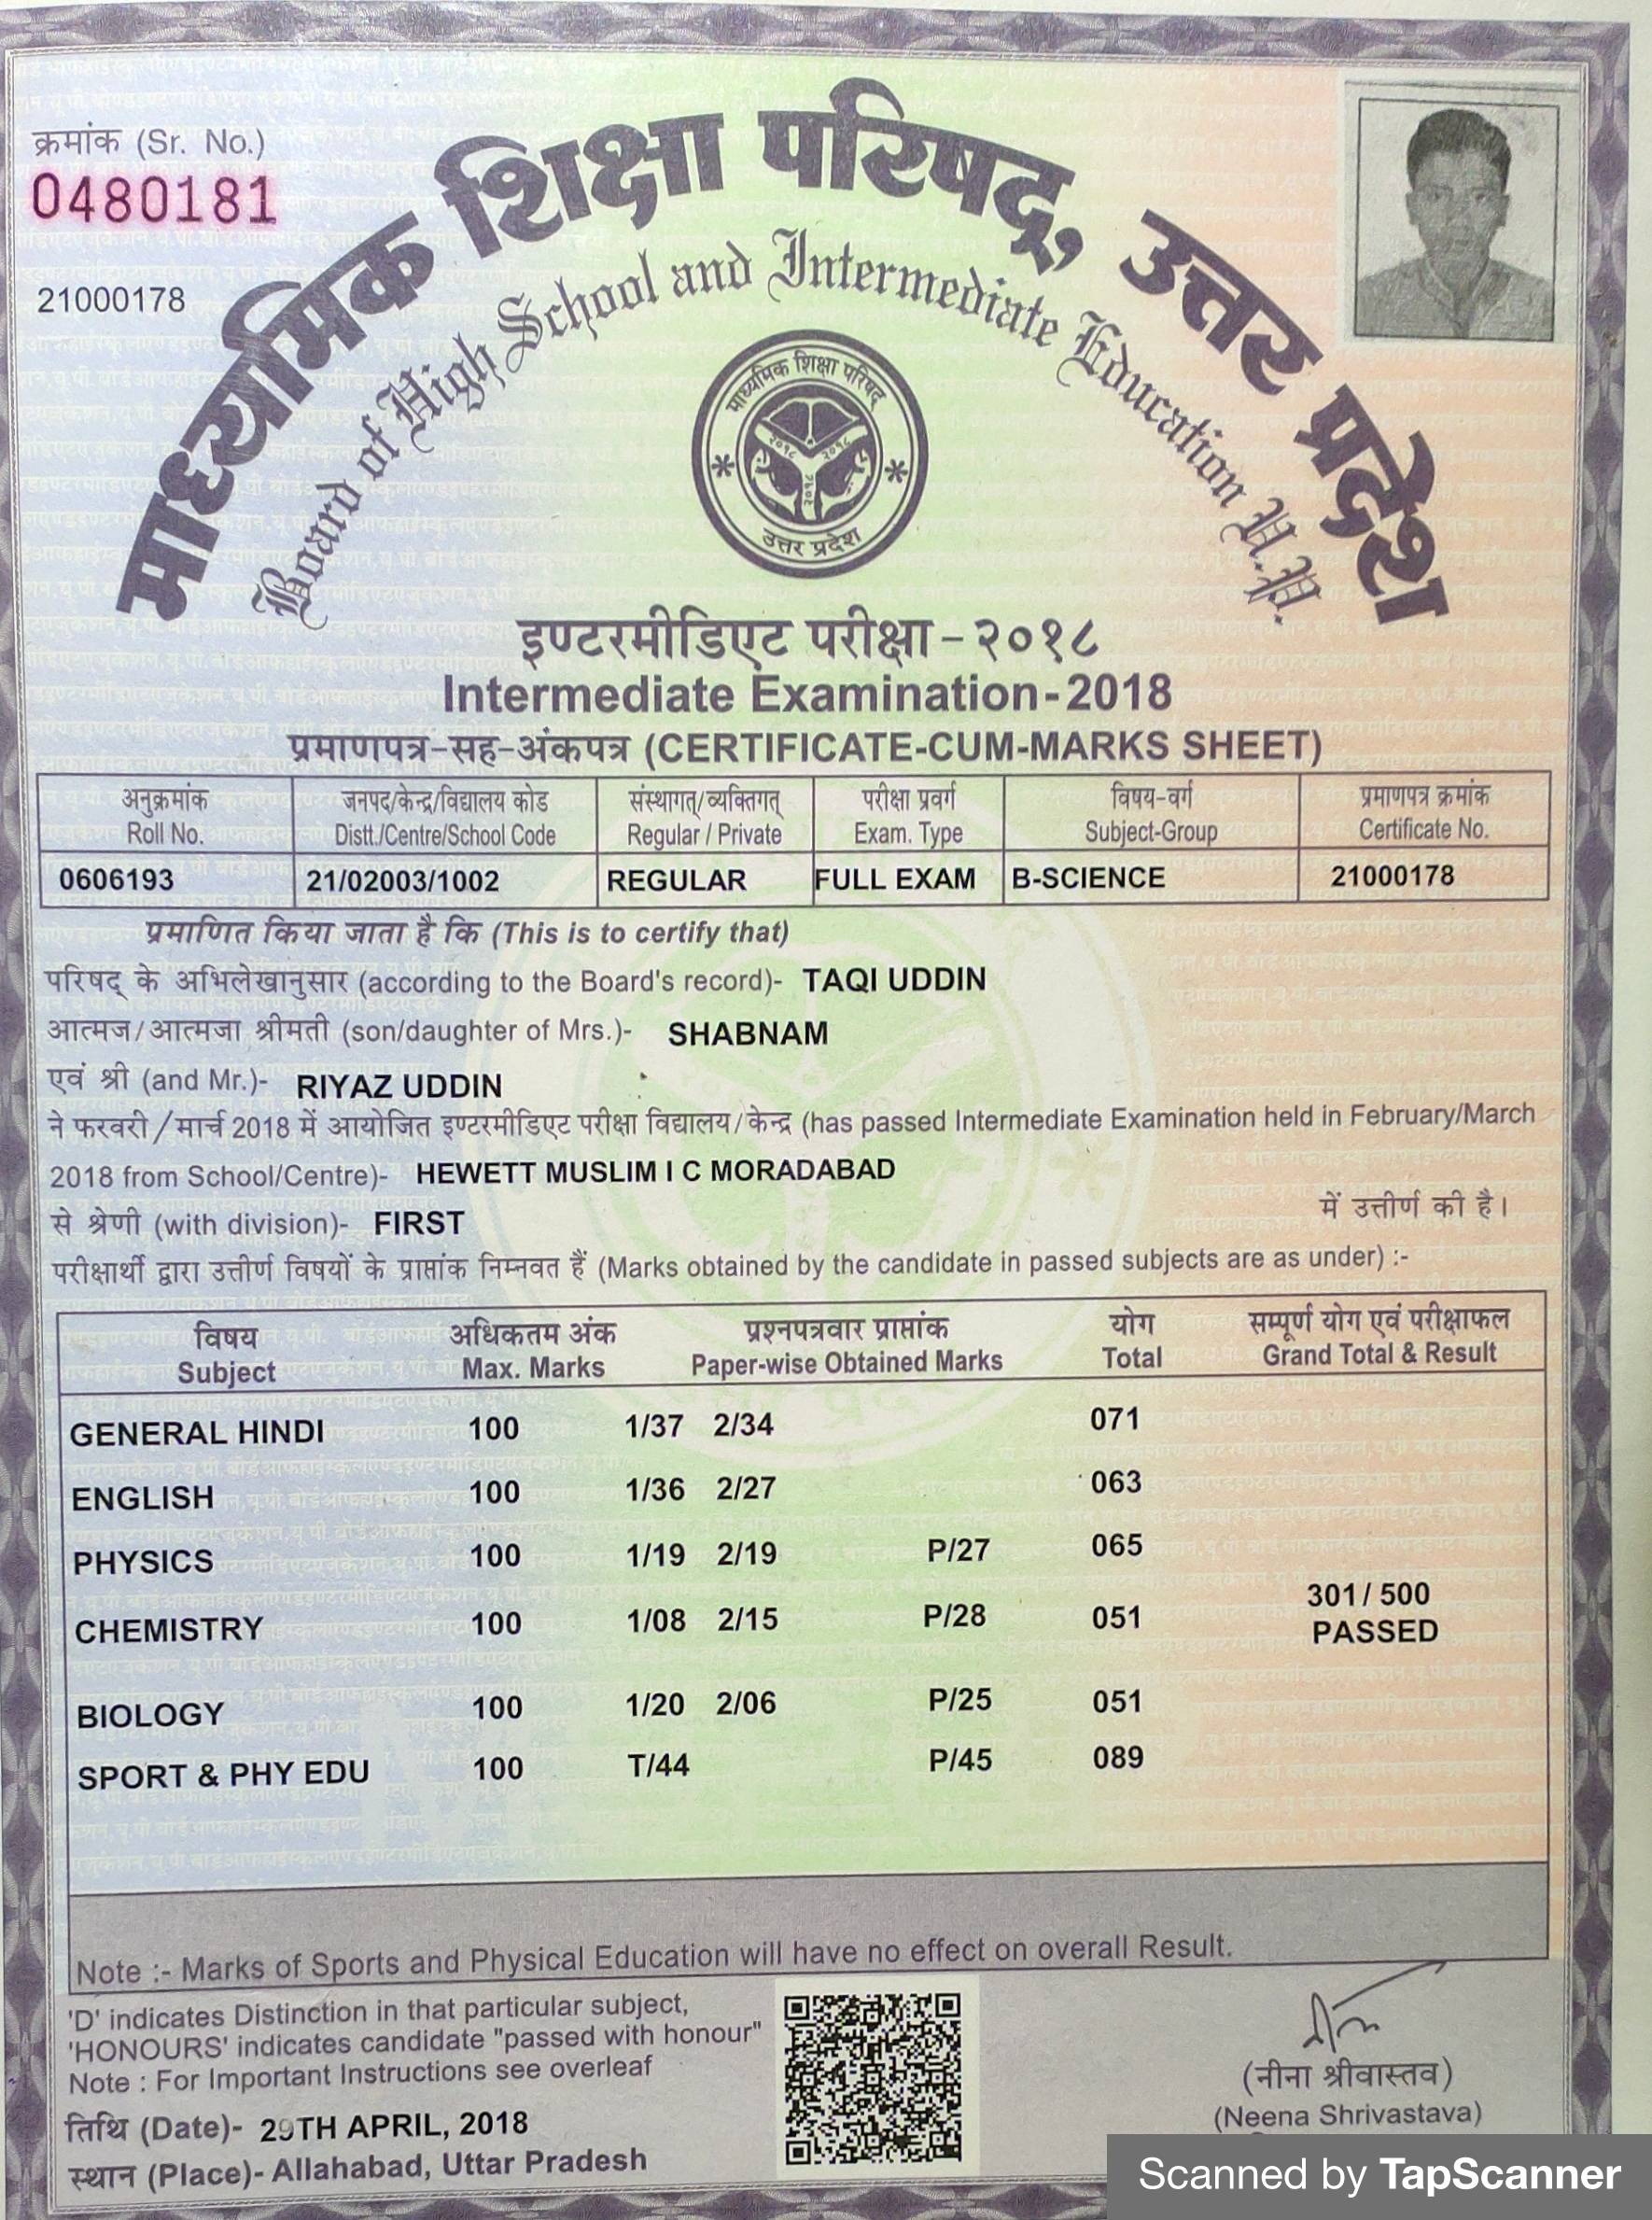 क्रमांक (Sr. No.)
0480181
21000178
माध्यमिक शिक्षा परिषद्, उत्तर प्रदेश
Board of High School and Intermediate Education U.P.
माध्यमिक शिक्षा परिषद्
२०१८ २०१८
२०१८
उत्तर प्रदेश
इण्टरमीडिएट परीक्षा - २०१८
Intermediate Examination - 2018
प्रमाणपत्र-सह-अंकपत्र (CERTIFICATE-CUM-MARKS SHEET)
अनुक्रमांक जनपद/केन्द्र/विद्यालय कोड संस्थागत/व्यक्तिगत् परीक्षा प्रवर्ग विषय-वर्ग प्रमाणपत्र क्रमांक
Roll No. Distt./Centre/School Code Regular / Private Exam. Type Subject-Group Certificate No.
0606193 21/02003/1002 REGULAR FULL EXAM B-SCIENCE 21000178
प्रमाणित किया जाता है कि (This is to certify that)
परिषद् के अभिलेखानुसार (according to the Board's record)- TAQI UDDIN
आत्मज/आत्मजा श्रीमती (son/daughter of Mrs.)- SHABNAM
एवं श्री (and Mr.)- RIYAZ UDDIN
ने फरवरी/मार्च 2018 में आयोजित इण्टरमीडिएट परीक्षा विद्यालय/केन्द्र (has passed Intermediate Examination held in February/March
2018 from School/Centre)- HEWETT MUSLIM I C MORADABAD
से श्रेणी (with division)- FIRST में उत्तीर्ण की है।
परीक्षार्थी द्वारा उत्तीर्ण विषयों के प्राप्तांक निम्नवत हैं (Marks obtained by the candidate in passed subjects are as under) :-
विषय अधिकतम अंक प्रश्नपत्रवार प्राप्तांक योग सम्पूर्ण योग एवं परीक्षाफल
Subject Max. Marks Paper-wise Obtained Marks Total Grand Total & Result
GENERAL HINDI 100 1/37 2/34 071
ENGLISH 100 1/36 2/27 063
PHYSICS 100 1/19 2/19 P/27 065
CHEMISTRY 100 1/08 2/15 P/28 051
301/ 500
PASSED
BIOLOGY 100 1/20 2/06 P/25 051
SPORT & PHY EDU 100 T/44 P/45 089
Note :- Marks of Sports and Physical Education will have no effect on overall Result.
'D' indicates Distinction in that particular subject,
'HONOURS' indicates candidate "passed with honour"
Note : For Important Instructions see overleaf
तिथि (Date)- 29TH APRIL, 2018
स्थान (Place)- Allahabad, Uttar Pradesh
(नीना श्रीवास्तव)
(Neena Shrivastava)
Scanned by TapScanner